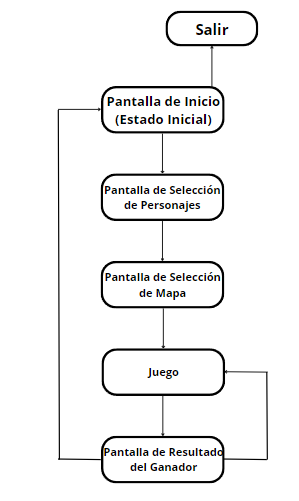 Salir
Pantalla de Inicio
(Estado Inicial)
Pantalla de Selección
de Personajes
Pantalla de Selección
de Mapa
Juego
Pantalla de Resultado
del Ganador